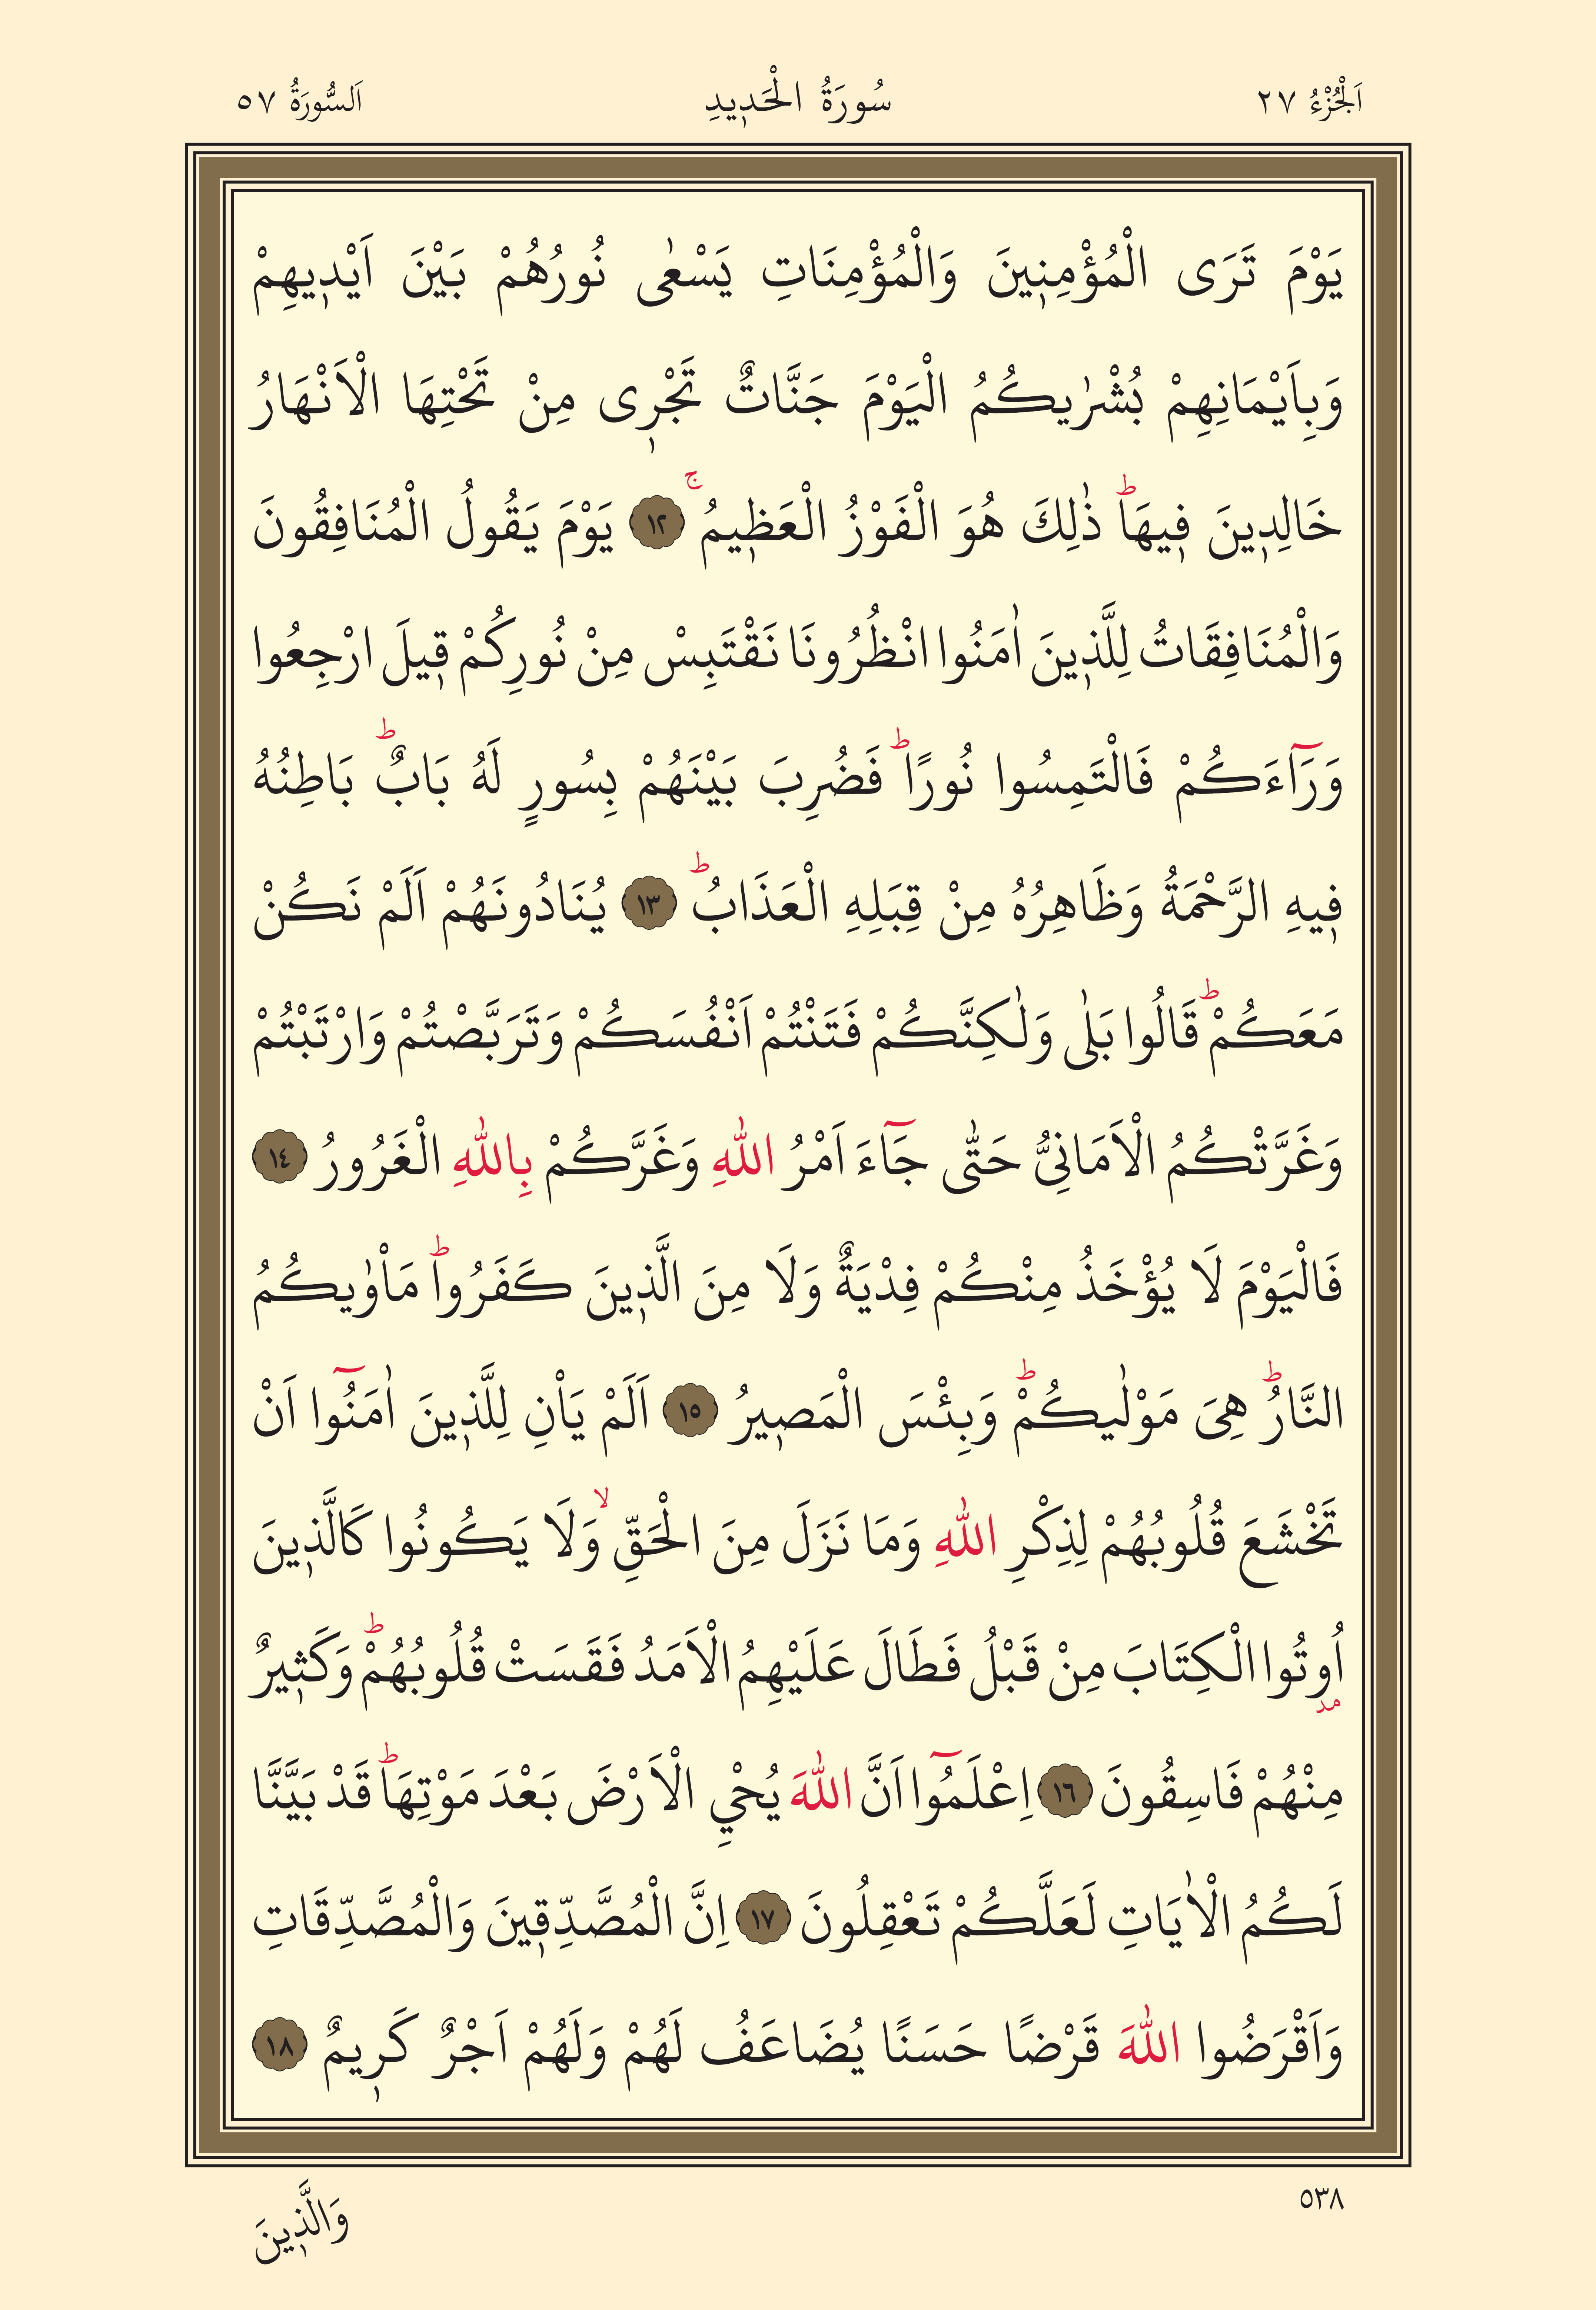 اَلْجُزْءُ ٢٧ سُورَةُ الْحَد۪يدِ اَلسُّورَةُ ٥٧
يَوْمَ تَرَى الْمُؤْمِن۪ينَ وَالْمُؤْمِنَاتِ يَسْعٰى نُورُهُمْ بَيْنَ اَيْد۪يهِمْ
وَبِاَيْمَانِهِمْ بُشْرٰيكُمُ الْيَوْمَ جَنَّاتٌ تَجْر۪ى مِنْ تَحْتِهَا الْاَنْهَارُ
خَالِد۪ينَ ف۪يهَاۜ ذٰلِكَ هُوَ الْفَوْزُ الْعَظ۪يمُۚ ١٢ يَوْمَ يَقُولُ الْمُنَافِقُونَ
وَالْمُنَافِقَاتُ لِلَّذ۪ينَ اٰمَنُوا انْظُرُونَا نَقْتَبِسْ مِنْ نُورِكُمْ ق۪يلَ ارْجِعُوا
وَرَٓاءَكُمْ فَالْتَمِسُوا نُورًاۜ فَضُرِبَ بَيْنَهُمْ بِسُورٍ لَهُ بَابٌۜ بَاطِنُهُ
ف۪يهِ الرَّحْمَةُ وَظَاهِرُهُ مِنْ قِبَلِهِ الْعَذَابُۜ ١٣ يُنَادُونَهُمْ اَلَمْ نَكُنْ
مَعَكُمْۜ قَالُوا بَلٰى وَلٰكِنَّكُمْ فَتَنْتُمْ اَنْفُسَكُمْ وَتَرَبَّصْتُمْ وَارْتَبْتُمْ
وَغَرَّتْكُمُ الْاَمَانِىُّ حَتّٰى جَٓاءَ اَمْرُ اللّٰهِ وَغَرَّكُمْ بِاللّٰهِ الْغَرُورُ ١٤
فَالْيَوْمَ لَا يُؤْخَذُ مِنْكُمْ فِدْيَةٌ وَلَا مِنَ الَّذ۪ينَ كَفَرُواۜ مَأْوٰيكُمُ
النَّارُۜ هِىَ مَوْلٰيكُمْۜ وَبِئْسَ الْمَص۪يرُ ١٥ اَلَمْ يَأْنِ لِلَّذ۪ينَ اٰمَنُٓوا اَنْ
تَخْشَعَ قُلُوبُهُمْ لِذِكْرِ اللّٰهِ وَمَا نَزَلَ مِنَ الْحَقِّۙ وَلَا يَكُونُوا كَالَّذ۪ينَ
اُو۫تُوا الْكِتَابَ مِنْ قَبْلُ فَطَالَ عَلَيْهِمُ الْاَمَدُ فَقَسَتْ قُلُوبُهُمْۜ وَكَث۪يرٌ
مِنْهُمْ فَاسِقُونَ ١٦ اِعْلَمُٓوا اَنَّ اللّٰهَ يُحْيِ الْاَرْضَ بَعْدَ مَوْتِهَاۜ قَدْ بَيَّنَّا
لَكُمُ الْاٰيَاتِ لَعَلَّكُمْ تَعْقِلُونَ ١٧ اِنَّ الْمُصَّدِّق۪ينَ وَالْمُصَّدِّقَاتِ
وَاَقْرَضُوا اللّٰهَ قَرْضًا حَسَنًا يُضَاعَفُ لَهُمْ وَلَهُمْ اَجْرٌ كَر۪يمٌ ١٨
٥٣٨ وَالَّذ۪ينَ